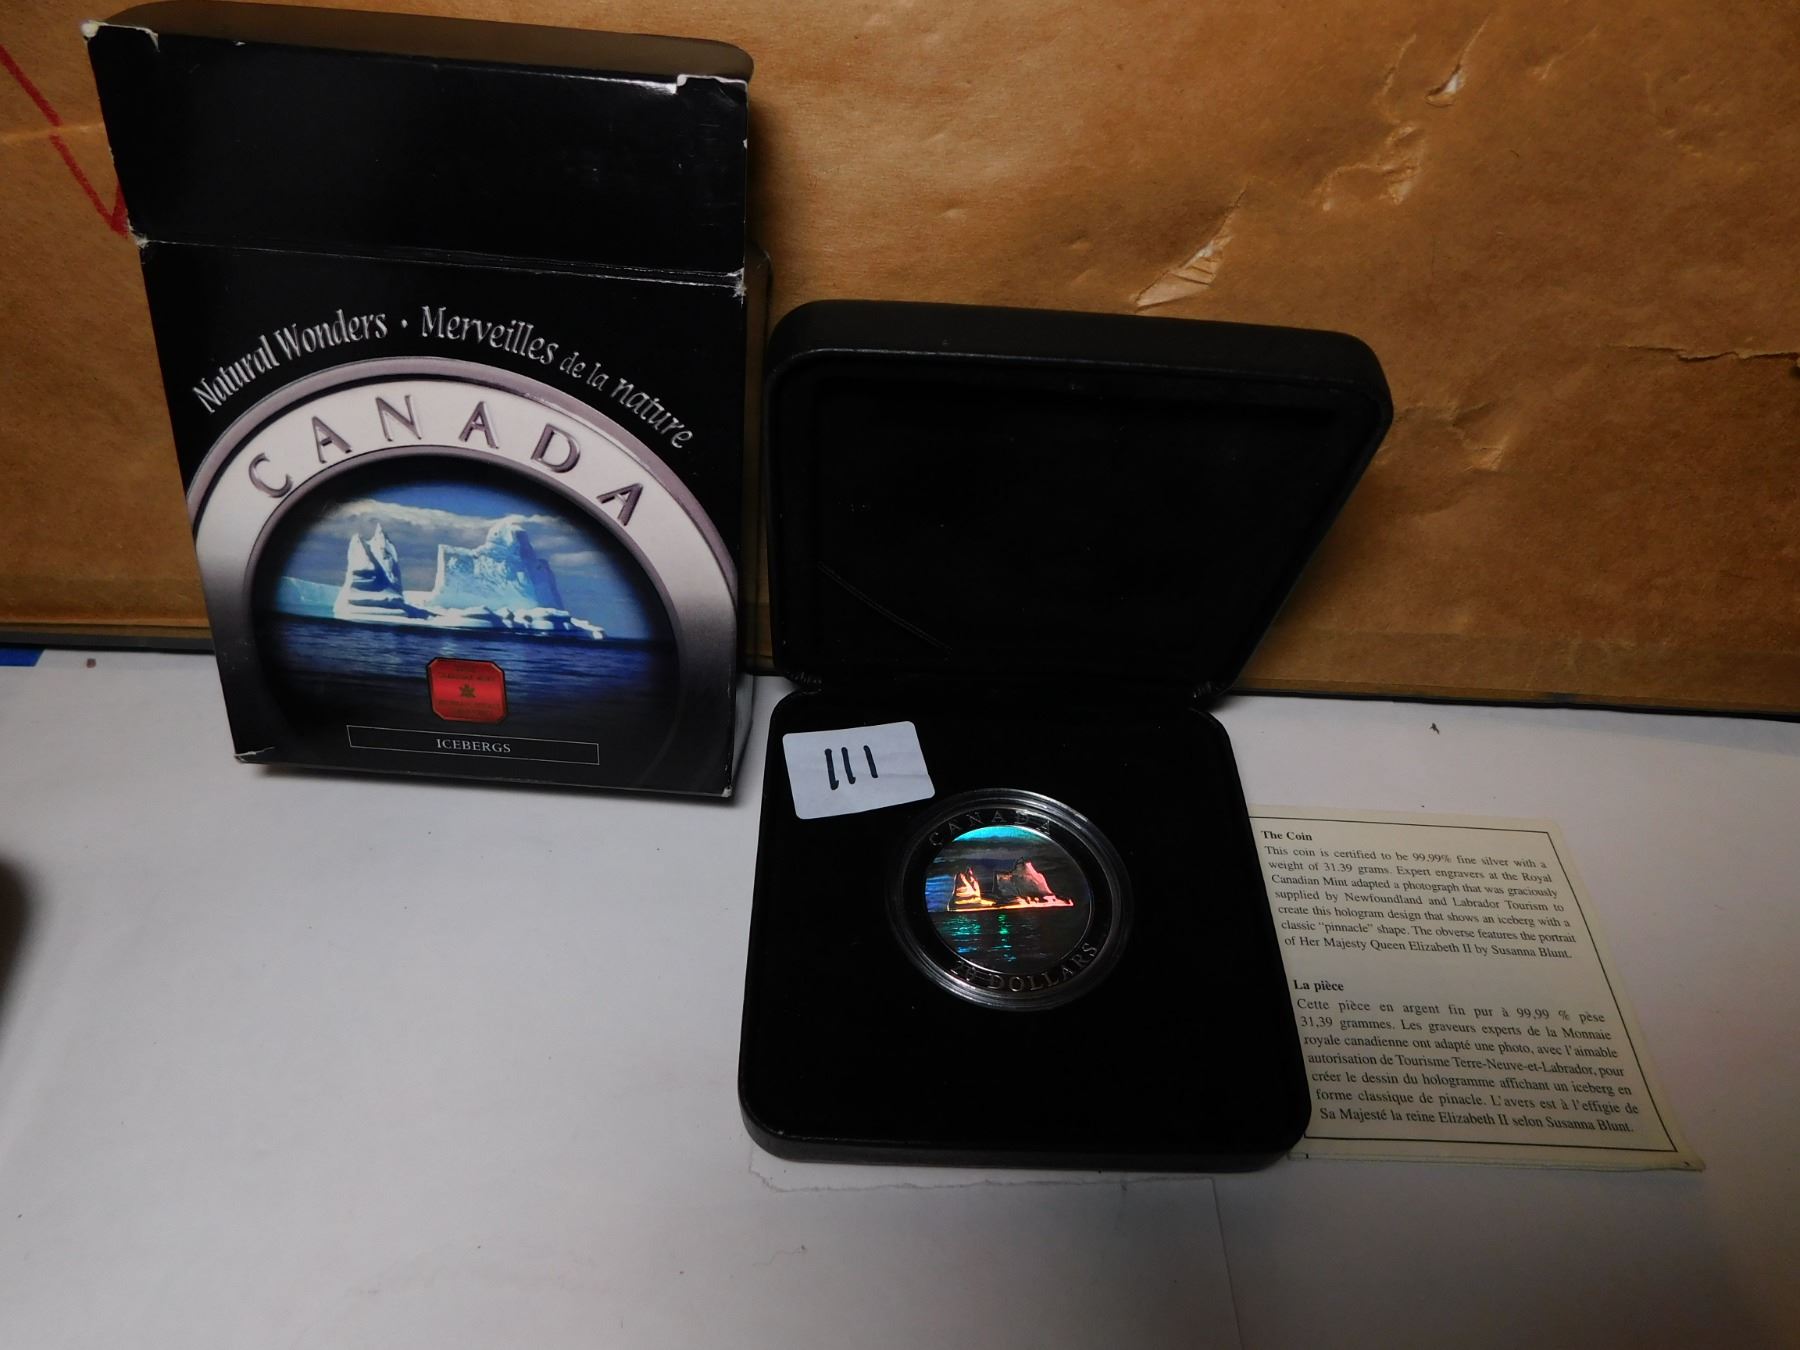 Natural Wonders • Merveilles de la nature
CANADA
ICEBERGS
111
CANADA
20 DOLLARS
The Coin
This coin is certified to be 99.99% fine silver with a
weight of 31.39 grams. Expert engravers at the Royal
Canadian Mint adapted a photograph that was graciously
supplied by Newfoundland and Labrador Tourism to
create this hologram design that shows an iceberg with a
classic "pinnacle" shape. The obverse features the portrait
of Her Majesty Queen Elizabeth II by Susanna Blunt.
La pièce
Cette pièce en argent fin pur à 99,99 % pèse
31,39 grammes. Les graveurs experts de la Monnaie
royale canadienne ont adapté une photo, avec l'aimable
autorisation de Tourisme Terre-Neuve-et-Labrador, pour
créer le dessin du hologramme affichant un iceberg en
forme classique de pinacle. L'avers est à l'effigie de
Sa Majesté la reine Elizabeth II selon Susanna Blunt.